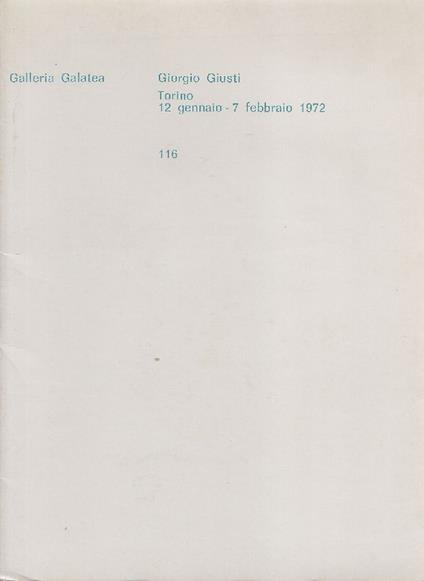 Galleria Galatea
Giorgio Giusti
Torino
12 gennaio - 7 febbraio 1972
116